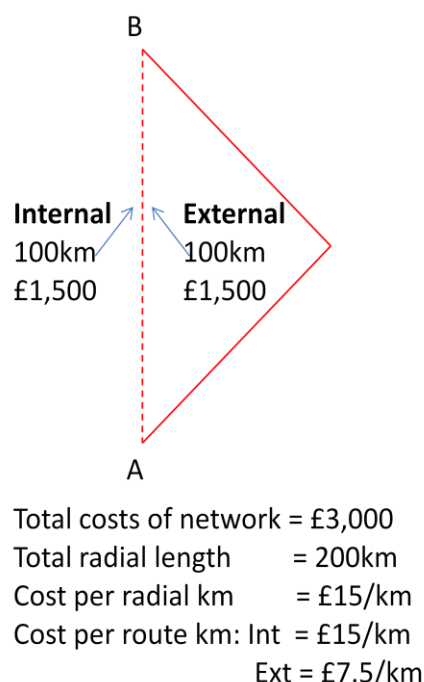 B
Internal External
100km 100km
£1,500 £1,500
A
Total costs of network = £3,000
Total radial length = 200km
Cost per radial km = £15/km
Cost per route km: Int = £15/km
Ext = £7.5/km